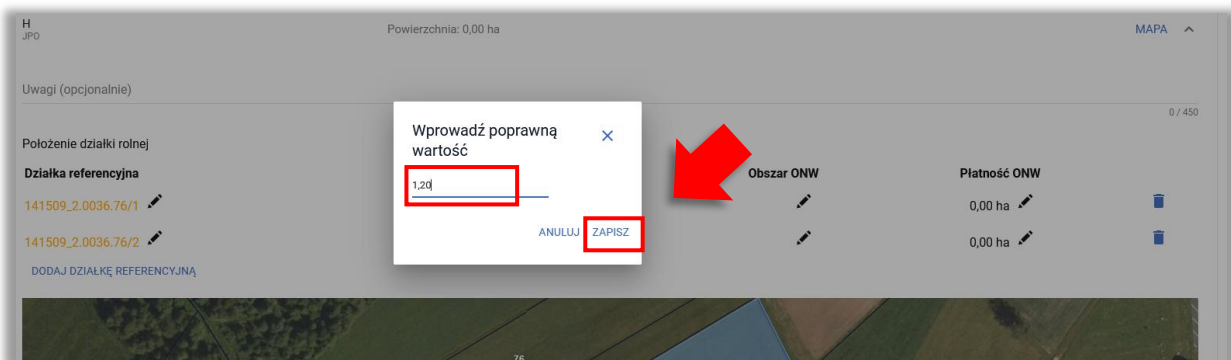 H
JPO
Powierzchnia: 0,00 ha
MAPA
Uwagi (opcjonalnie)
0 / 450
Wprowadź poprawną
wartość
1,20
ANULUJ ZAPISZ
Położenie działki rolnej
Działka referencyjna Obszar ONW Płatność ONW
141509_2.0036.76/1 0,00 ha
141509_2.0036.76/2 0,00 ha
DODAJ DZIAŁKĘ REFERENCYJNĄ
76